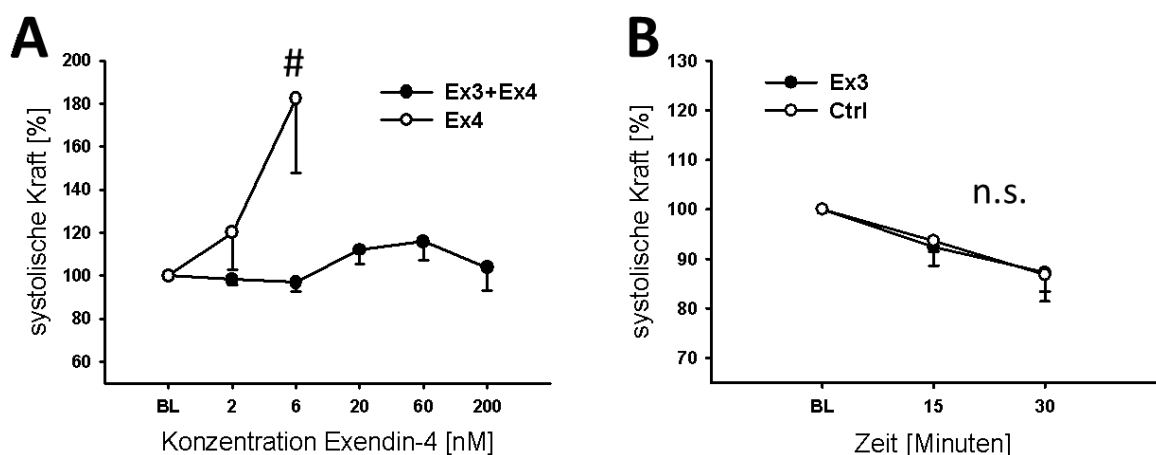 A
systolische Kraft [%]
200
180
160
140
120
100
80
60
#
Ex3+Ex4
Ex4
BL 2 6 20 60 200
Konzentration Exendin-4 [nM]
B
systolische Kraft [%]
130
120
110
100
90
80
70
Ex3
Ctrl
n.s.
BL 15 30
Zeit [Minuten]